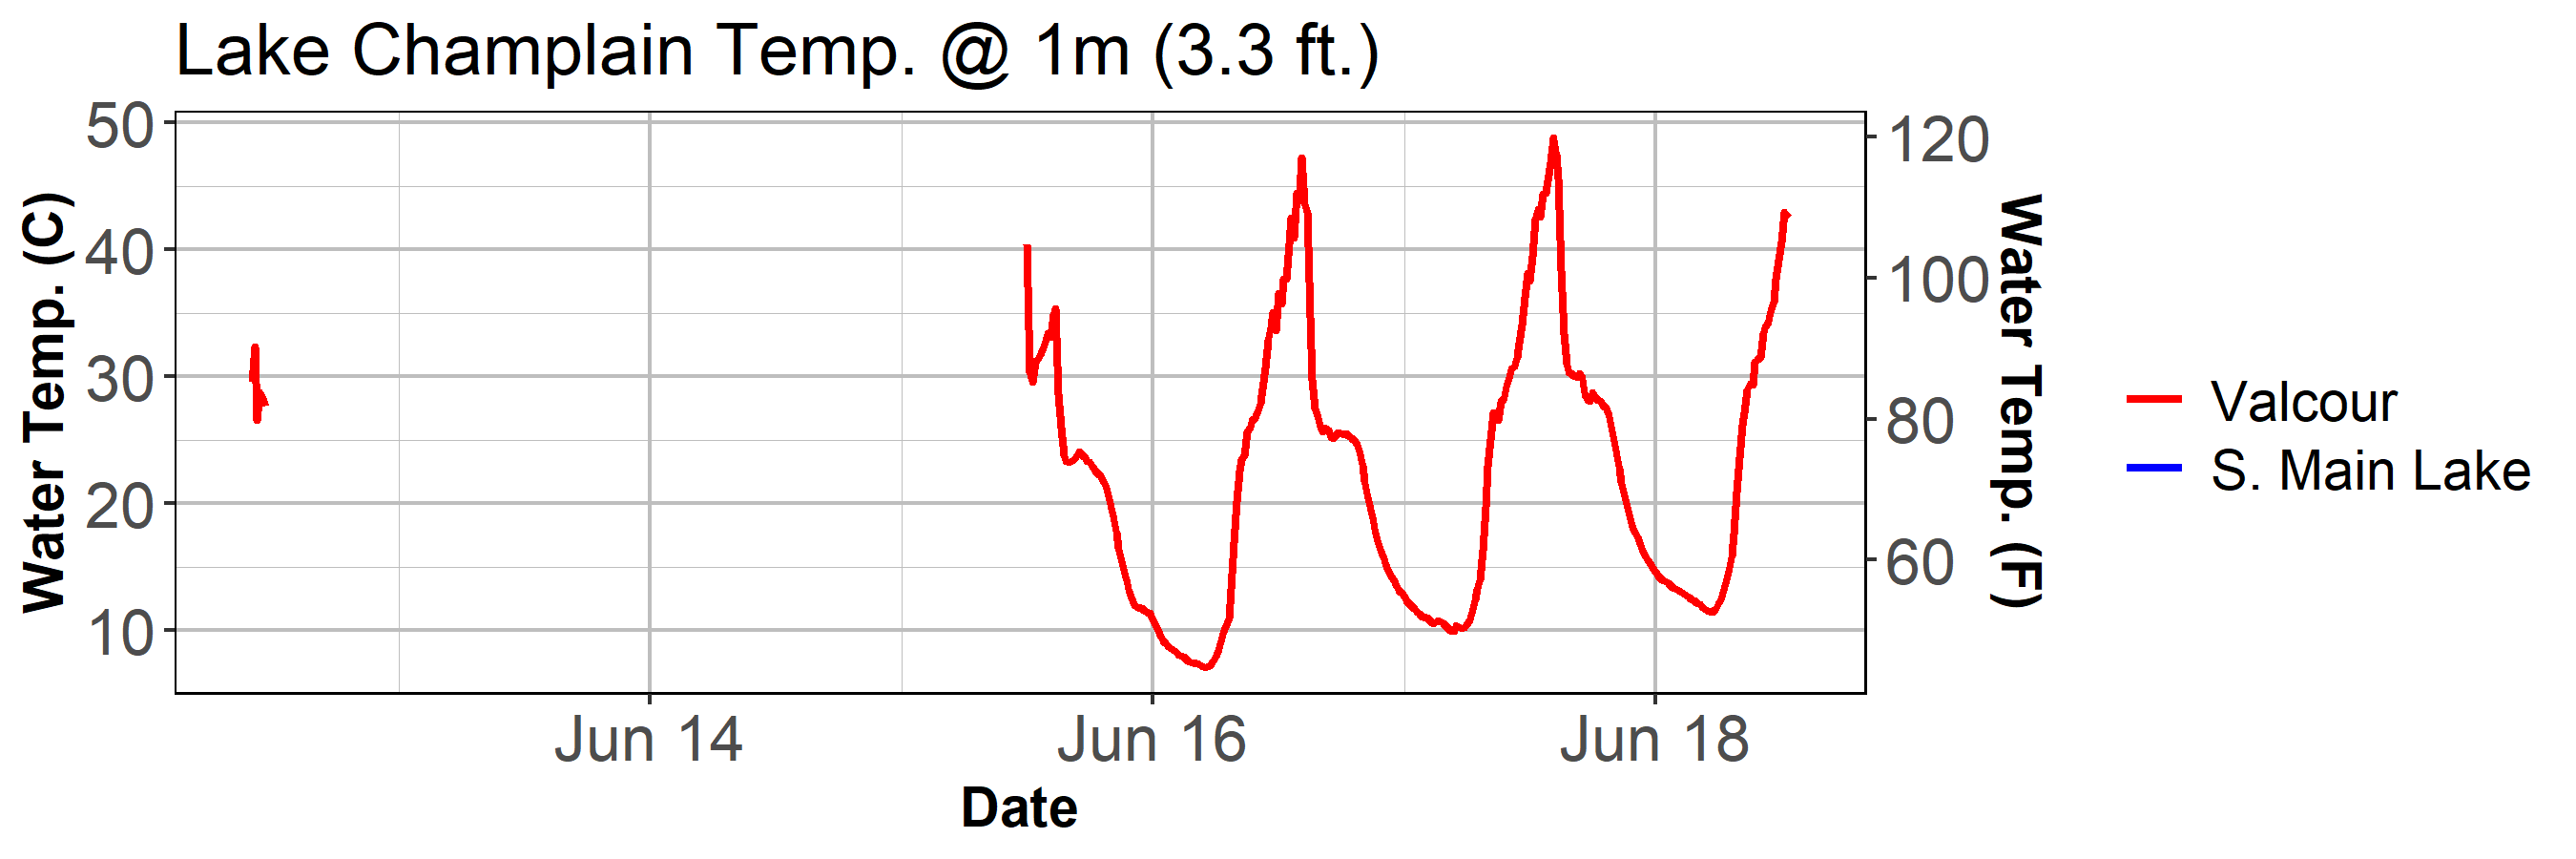 Lake Champlain Temp. @ 1m (3.3 ft.)
Water Temp. (C)
50
40
30
20
10
120
100
80
60
Water Temp. (F)
Jun 14
Jun 16
Jun 18
Date
Valcour
S. Main Lake